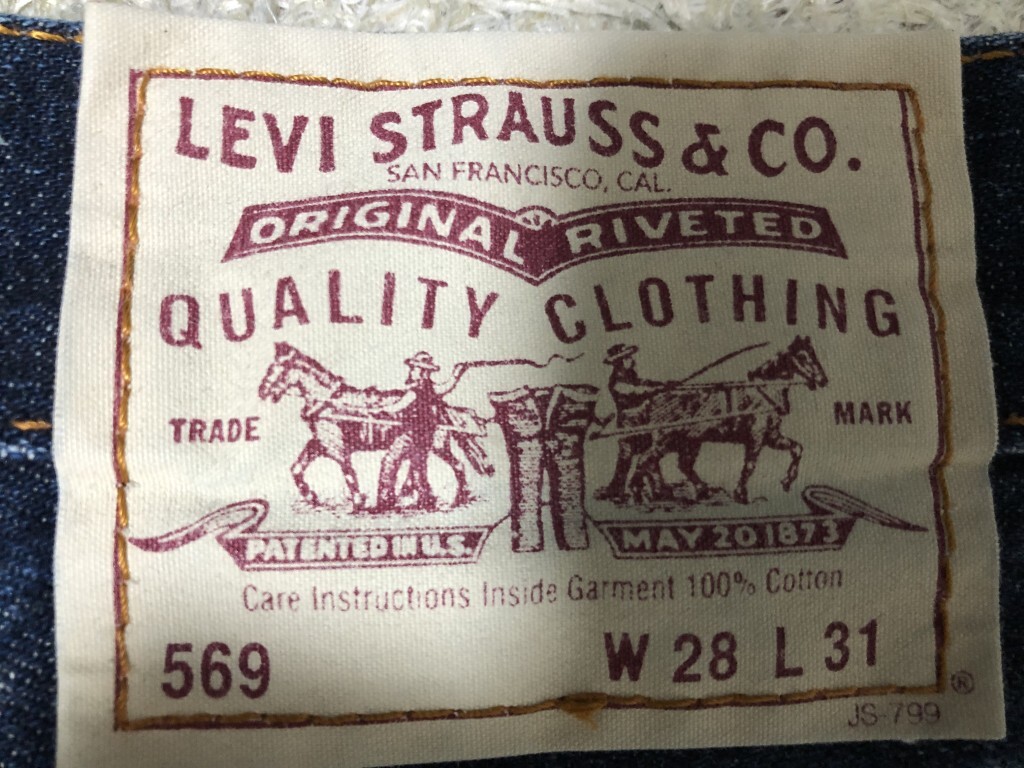 LEVI STRAUSS & CO.
SAN FRANCISCO, CAL.
ORIGINAL RIVETED
QUALITY CLOTHING
TRADE MARK
PATENTED IN U.S. MAY 20 1873
Care Instructions Inside Garment 100% Cotton
569 W 28 L 31
®
JS-799